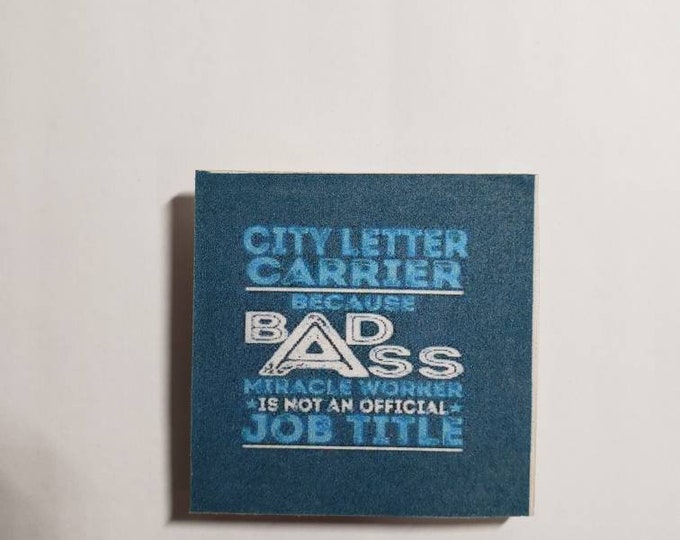 CITY LETTER
CARRIER
BECAUSE
BAD
ASS
MIRACLE WORKER
IS NOT AN OFFICIAL
JOB TITLE